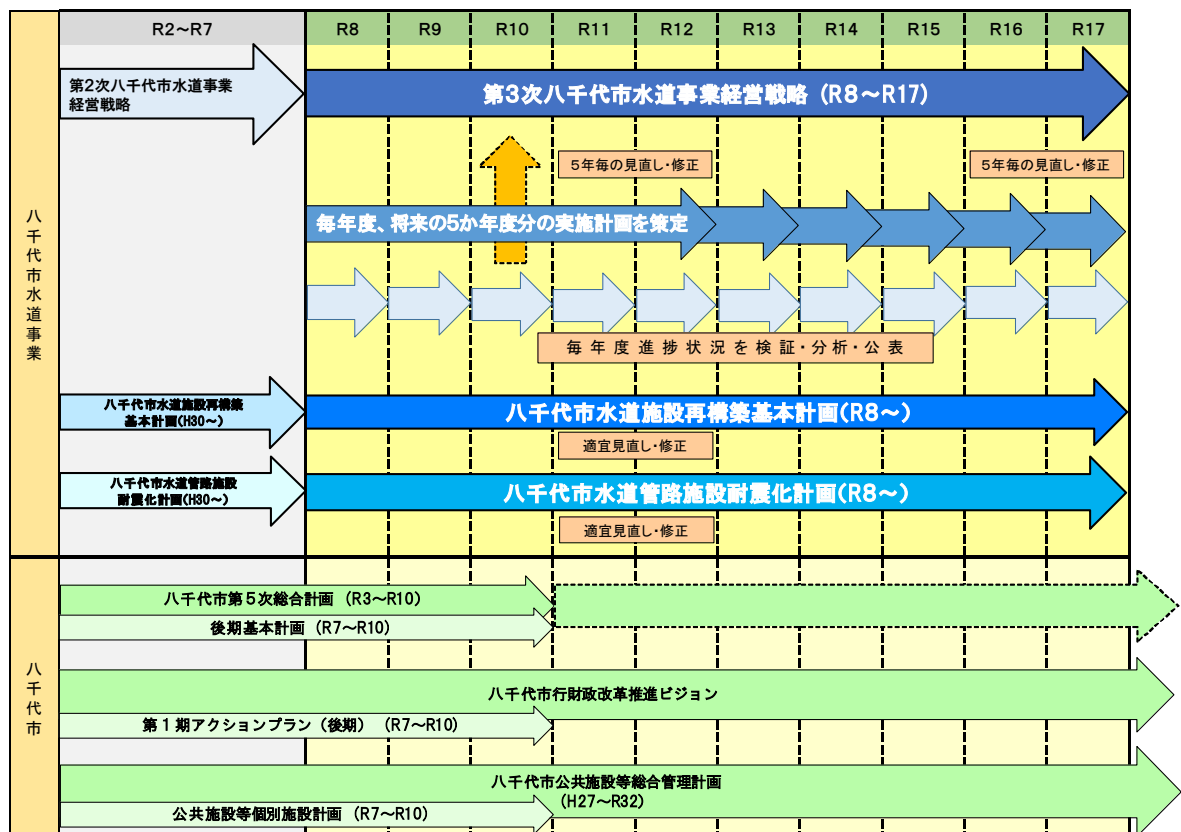 R2～R7
R8
R9
R10
R11
R12
R13
R14
R15
R16
R17
八千代市水道事業
第2次八千代市水道事業
経営戦略
第3次八千代市水道事業経営戦略（R8～R17）
5年毎の見直し・修正
5年毎の見直し・修正
毎年度、将来の5か年度分の実施計画を策定
毎年度進捗状況を検証・分析・公表
八千代市水道施設再構築
基本計画(H30～)
八千代市水道施設再構築基本計画(R8～)
適宜見直し・修正
八千代市水道管路施設
耐震化計画(H30～)
八千代市水道管路施設耐震化計画(R8～)
適宜見直し・修正
八千代市
八千代市第５次総合計画（R3～R10）
後期基本計画（R7～R10）
八千代市行財政改革推進ビジョン
第１期アクションプラン（後期）（R7～R10）
八千代市公共施設等総合管理計画
（H27～R32）
公共施設等個別施設計画（R7～R10）